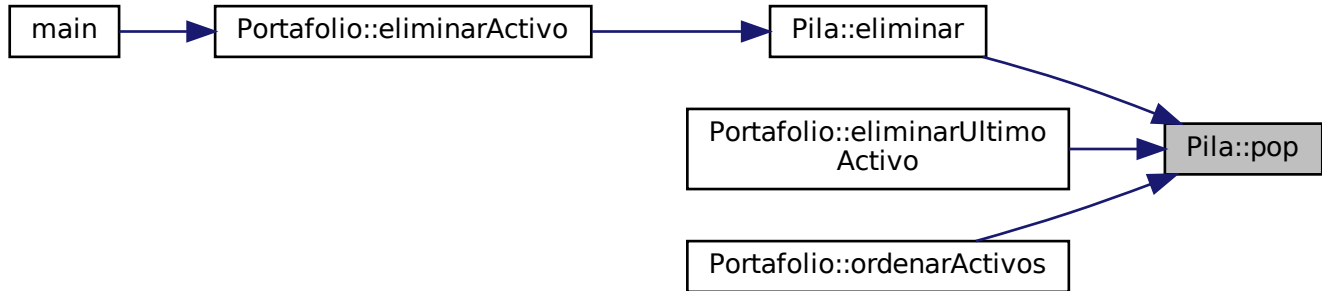 main
Portafolio::eliminarActivo
Pila::eliminar
Portafolio::eliminarUltimo
Activo
Pila::pop
Portafolio::ordenarActivos